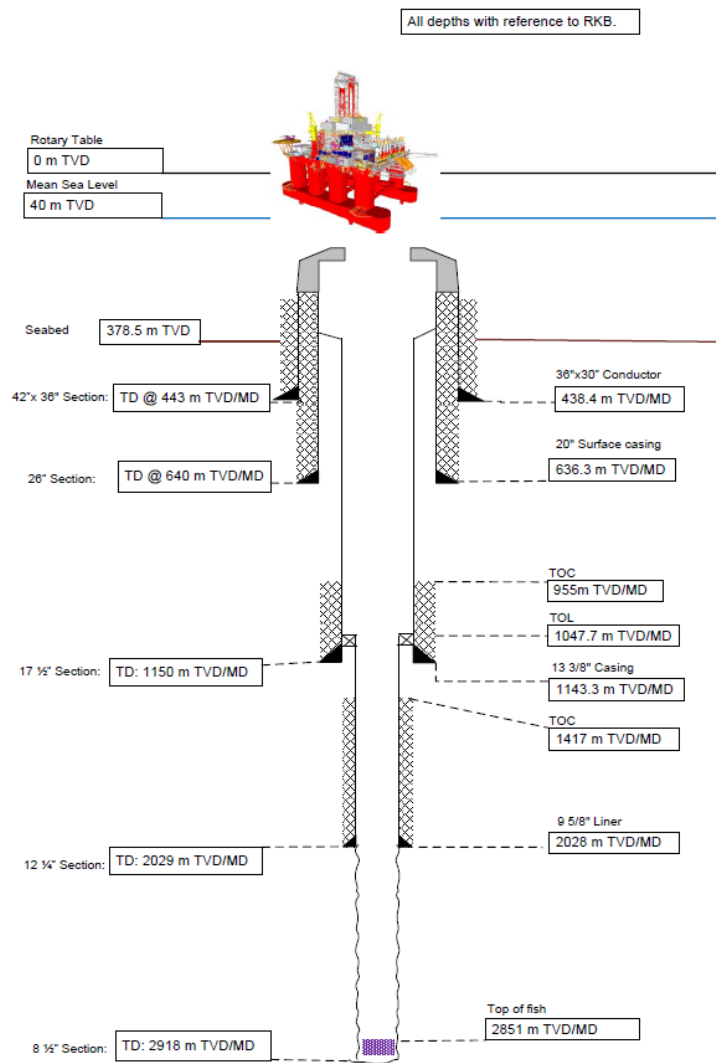 All depths with reference to RKB.
Rotary Table
0 m TVD
Mean Sea Level
40 m TVD
Seabed
378.5 m TVD
36"x30" Conductor
42"x 36" Section:
TD @ 443 m TVD/MD
438.4 m TVD/MD
20" Surface casing
26" Section:
TD @ 640 m TVD/MD
636.3 m TVD/MD
TOC
955m TVD/MD
TOL
1047.7 m TVD/MD
17 ½" Section:
TD: 1150 m TVD/MD
13 3/8" Casing
1143.3 m TVD/MD
TOC
1417 m TVD/MD
9 5/8" Liner
2028 m TVD/MD
12 ¼" Section:
TD: 2029 m TVD/MD
Top of fish
2851 m TVD/MD
8 ½" Section:
TD: 2918 m TVD/MD